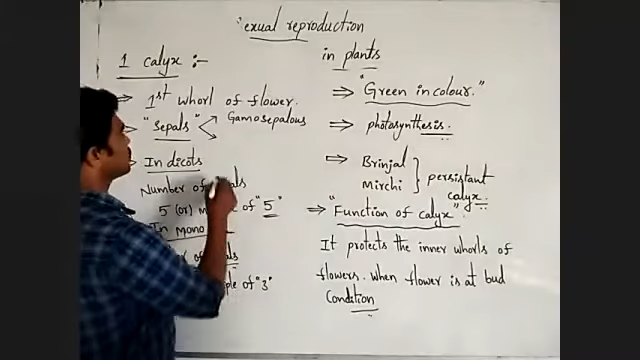 exual reproduction in plants
1 calyx :-
⇒ 1st whorl of flower.
"Sepals" < Gamosepalous
In dicots
Number of
5 (or) of "5"
In mono
of "3"
"Green in colour."
⇒ photosynthesis.
⇒ Brinjal
Mirchi } persistant calyx
⇒ "Function of calyx".
It protects the inner whorls of
flowers. When flower is at bud
Condition